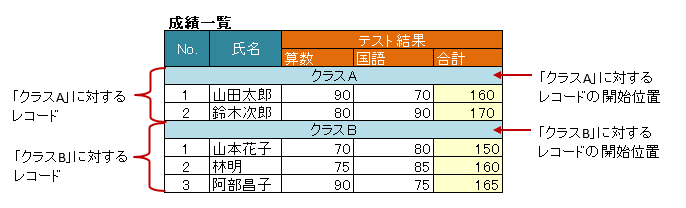 成績一覧
No. 氏名 テスト結果
算数 国語 合計
クラスA
1 山田太郎 90 70 160
2 鈴木次郎 80 90 170
クラスB
1 山本花子 70 80 150
2 林明 75 85 160
3 阿部昌子 90 75 165
「クラスA」に対する
レコード
「クラスB」に対する
レコード
「クラスA」に対する
レコードの開始位置
「クラスB」に対する
レコードの開始位置